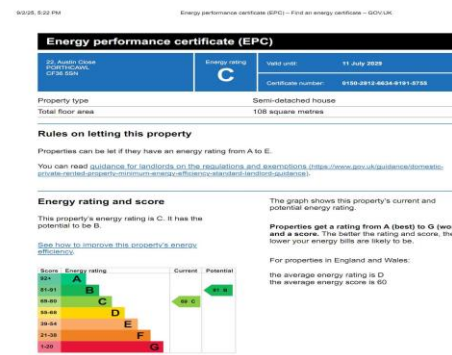 9/2/25, 5:22 PM
Energy performance certificate (EPC) – Find an energy certificate – GOV.UK
Energy performance certificate (EPC)
22, Austin Close
PORTHCAWL
CF36 5SN
Energy rating
C
Valid until:
11 July 2029
Certificate number:
9150-2912-6634-9191-5755
Property type
Semi-detached house
Total floor area
108 square metres
Rules on letting this property
Properties can be let if they have an energy rating from A to E.
You can read guidance for landlords on the regulations and exemptions (https://www.gov.uk/guidance/domestic-
private-rented-property-minimum-energy-efficiency-standard-landlord-guidance).
Energy rating and score
This property's energy rating is C. It has the
potential to be B.
See how to improve this property's energy
efficiency.
Score Energy rating Current Potential
92+ A
81-91 B
69-80 C
55-68 D
39-54 E
21-38 F
1-20 G
The graph shows this property's current and
potential energy rating.
Properties get a rating from A (best) to G (wo
and a score. The better the rating and score, the
lower your energy bills are likely to be.
For properties in England and Wales:
the average energy rating is D
the average energy score is 60